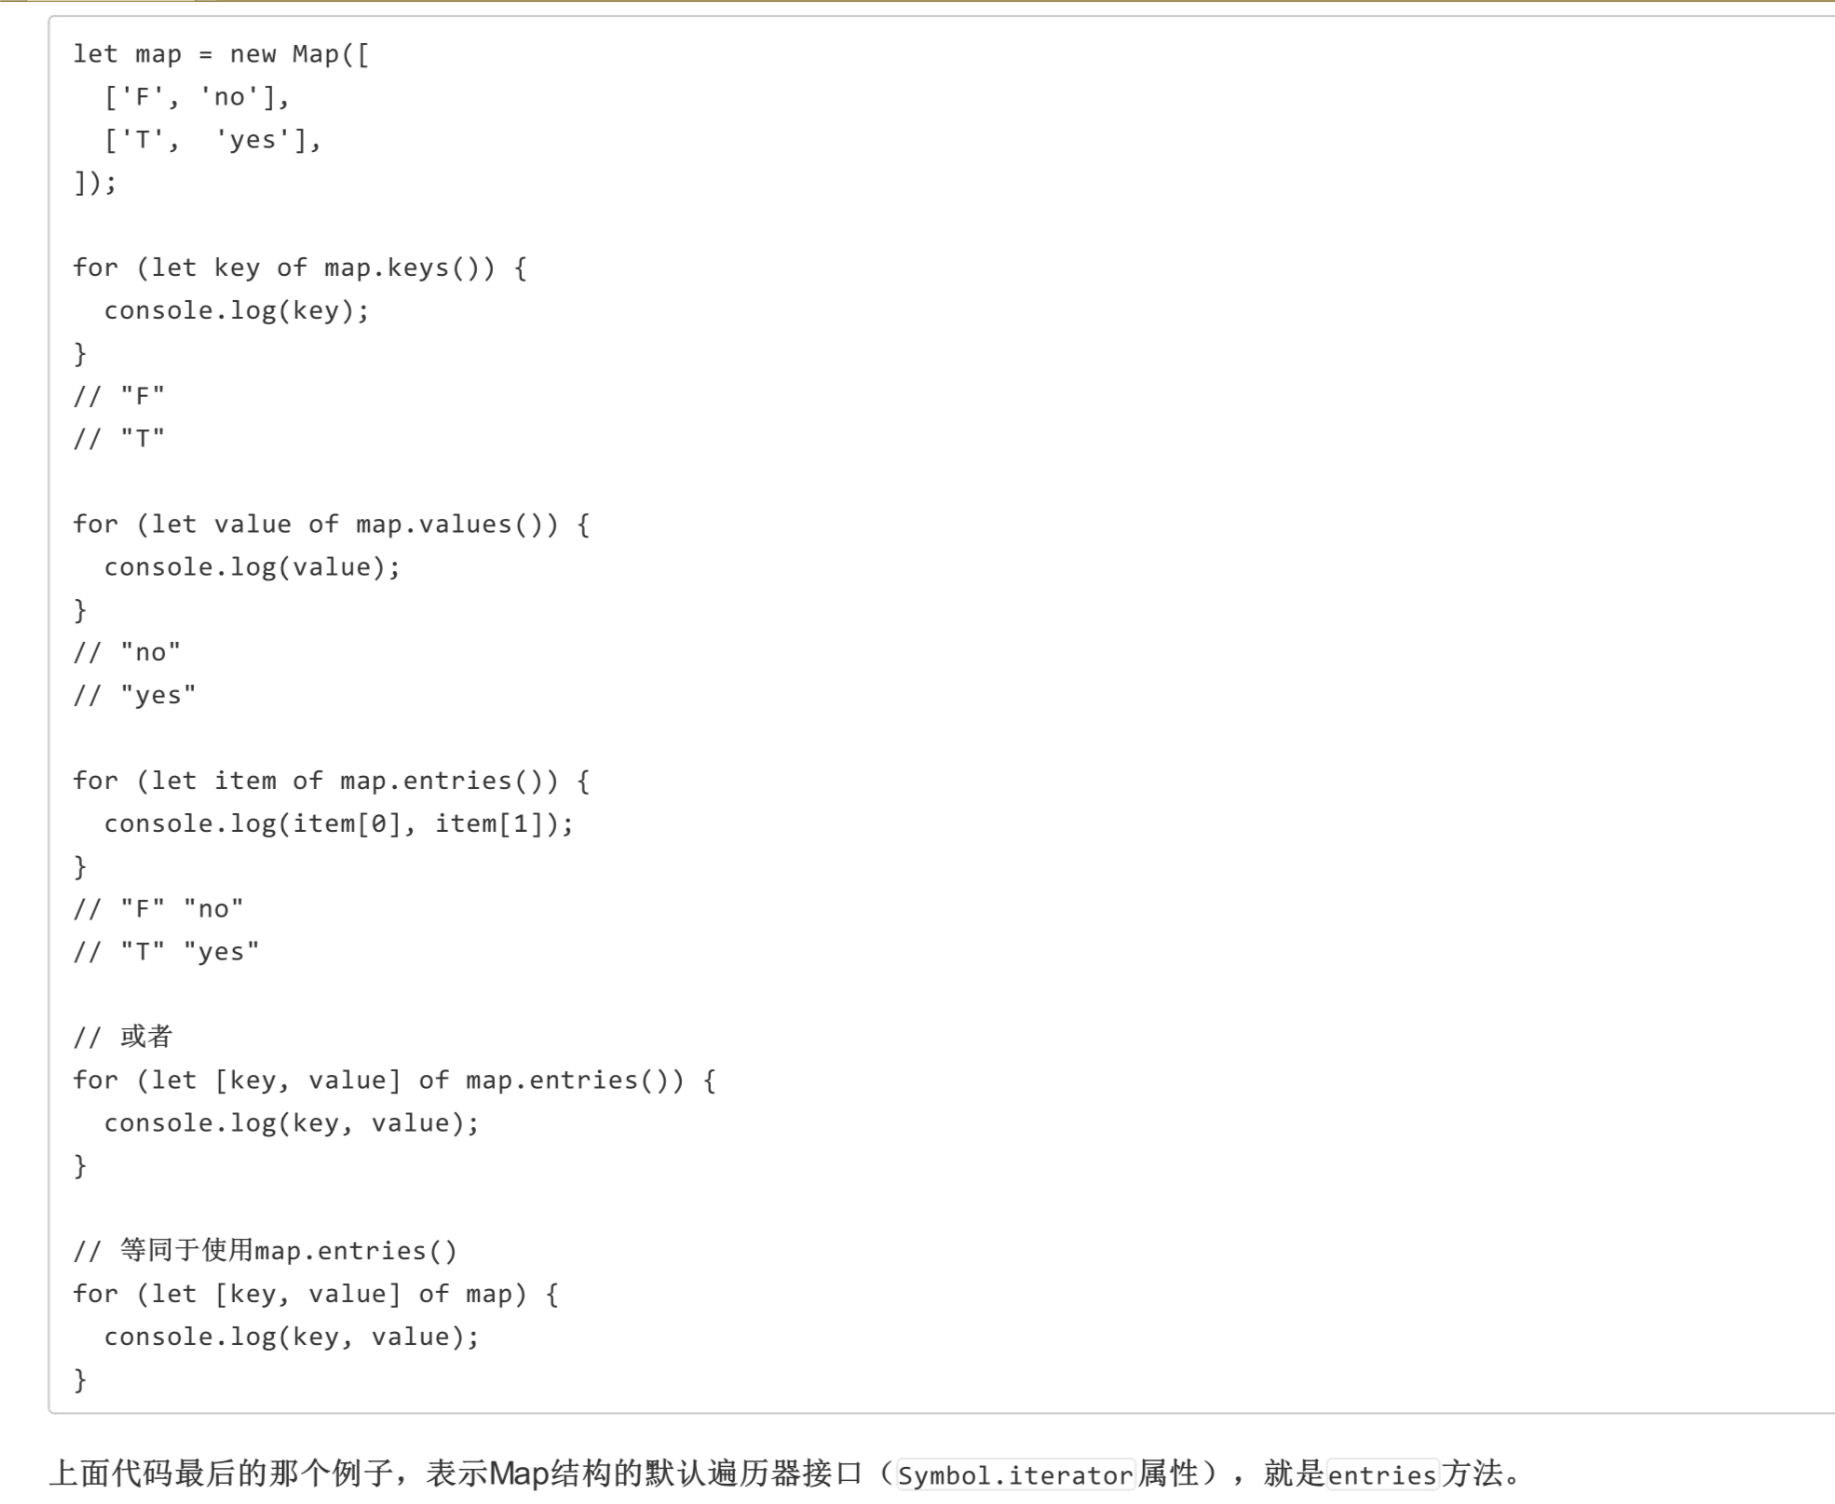 let map = new Map([
  ['F', 'no'],
  ['T',  'yes'],
]);

for (let key of map.keys()) {
  console.log(key);
}
// "F"
// "T"

for (let value of map.values()) {
  console.log(value);
}
// "no"
// "yes"

for (let item of map.entries()) {
  console.log(item[0], item[1]);
}
// "F" "no"
// "T" "yes"

// 或者
for (let [key, value] of map.entries()) {
  console.log(key, value);
}

// 等同于使用map.entries()
for (let [key, value] of map) {
  console.log(key, value);
}
上面代码最后的那个例子，表示Map结构的默认遍历器接口（Symbol.iterator属性），就是entries方法。